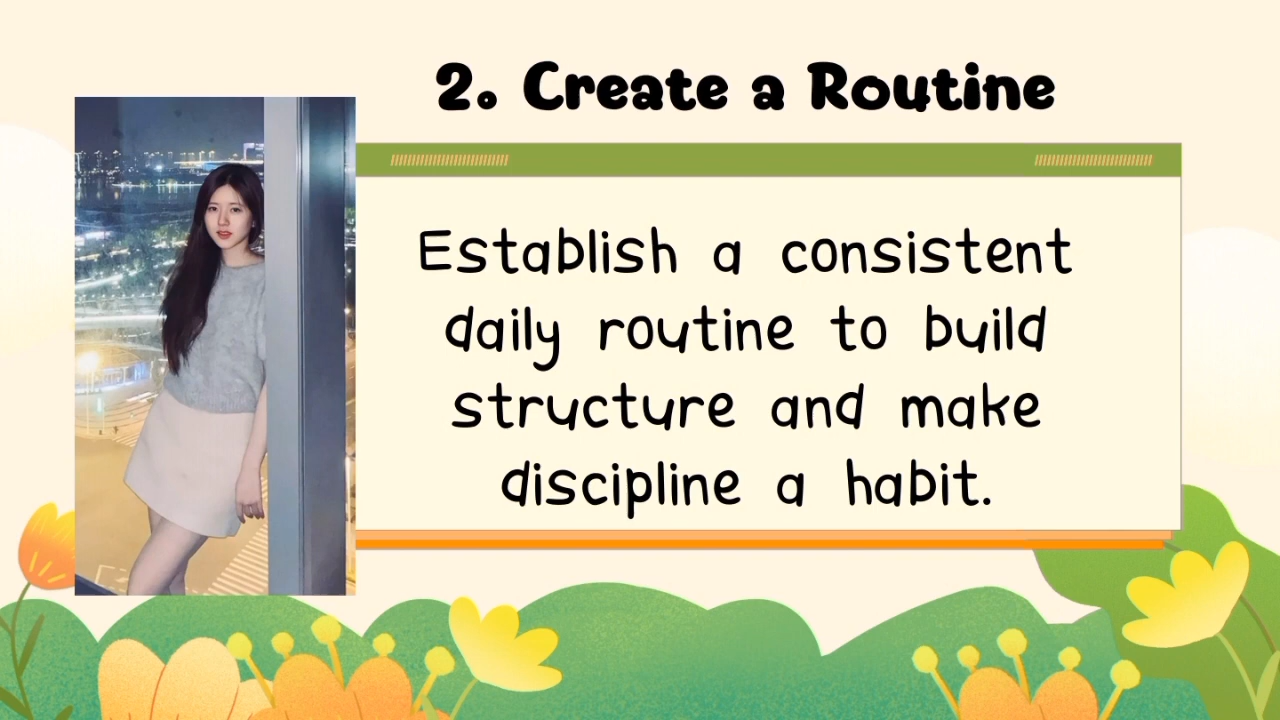 2. Create a Routine
Establish a consistent
daily routine to build
structure and make
discipline a habit.